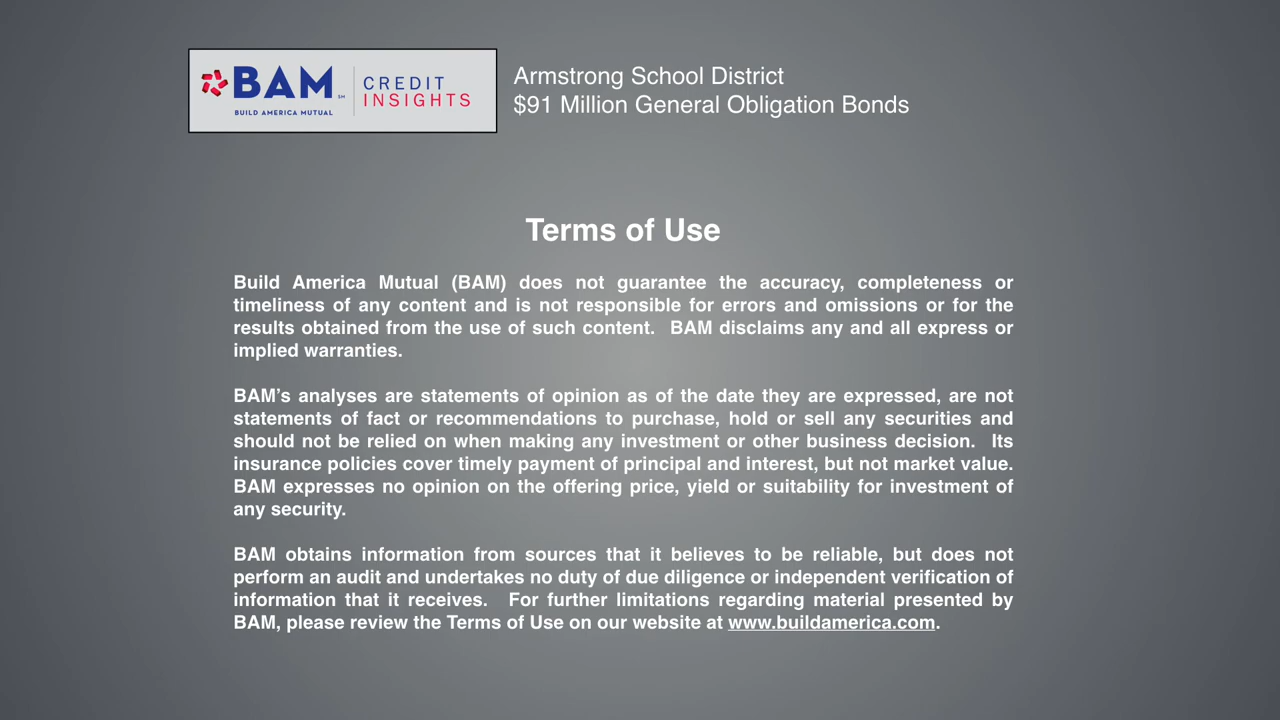 BAM SM
BUILD AMERICA MUTUAL
CREDIT
INSIGHTS
Armstrong School District
$91 Million General Obligation Bonds
Terms of Use
Build America Mutual (BAM) does not guarantee the accuracy, completeness or
timeliness of any content and is not responsible for errors and omissions or for the
results obtained from the use of such content.  BAM disclaims any and all express or
implied warranties.
BAM’s analyses are statements of opinion as of the date they are expressed, are not
statements of fact or recommendations to purchase, hold or sell any securities and
should not be relied on when making any investment or other business decision.  Its
insurance policies cover timely payment of principal and interest, but not market value.
BAM expresses no opinion on the offering price, yield or suitability for investment of
any security.
BAM obtains information from sources that it believes to be reliable, but does not
perform an audit and undertakes no duty of due diligence or independent verification of
information that it receives.  For further limitations regarding material presented by
BAM, please review the Terms of Use on our website at www.buildamerica.com.